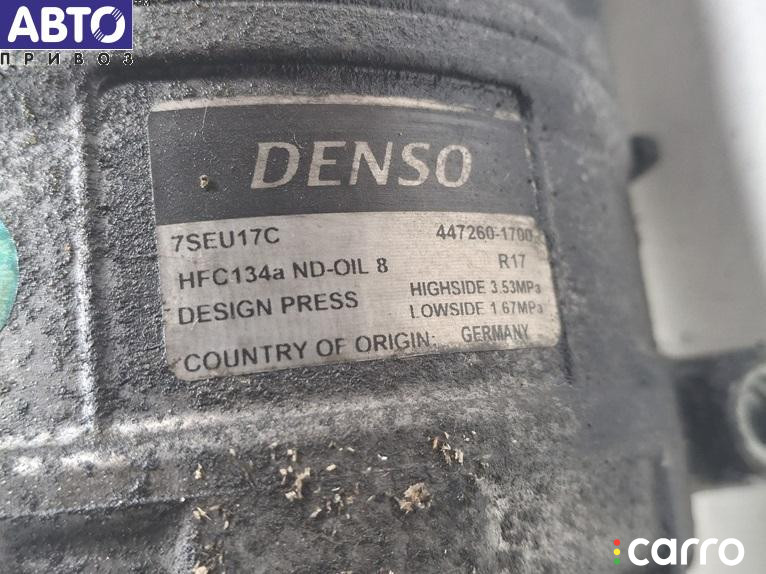 АВТО
ПРИВОЗ
DENSO
7SEU17C 447260-1700
HFC134a ND-OIL 8 R17
DESIGN PRESS HIGHSIDE 3.53MPa
LOWSIDE 1.67MPa
COUNTRY OF ORIGIN: GERMANY
carro